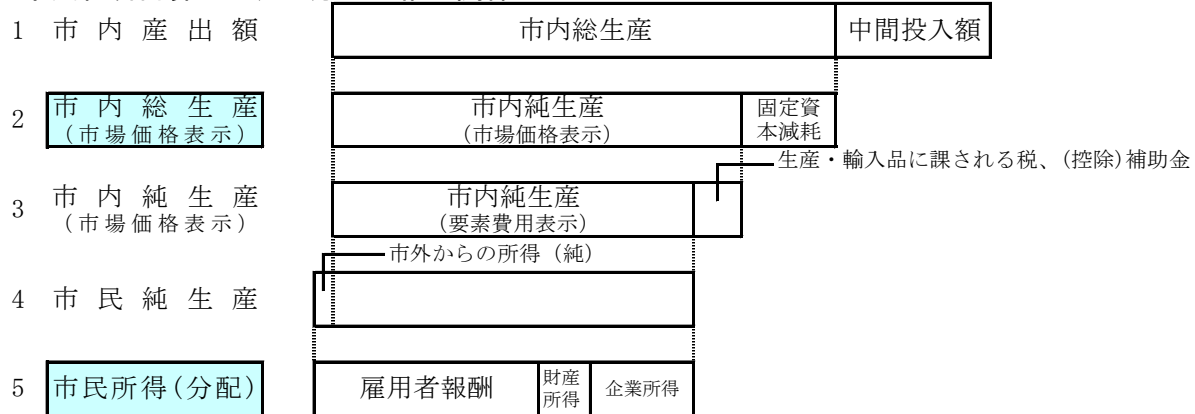 1 市内産出額 市内総生産 中間投入額
2 市内総生産 市内純生産 固定資
(市場価格表示) (市場価格表示) 本減耗
生産・輸入品に課される税、(控除)補助金
3 市内純生産 市内純生産
(市場価格表示) (要素費用表示)
市外からの所得(純)
4 市民純生産
5 市民所得(分配) 雇用者報酬 財産 企業所得
所得